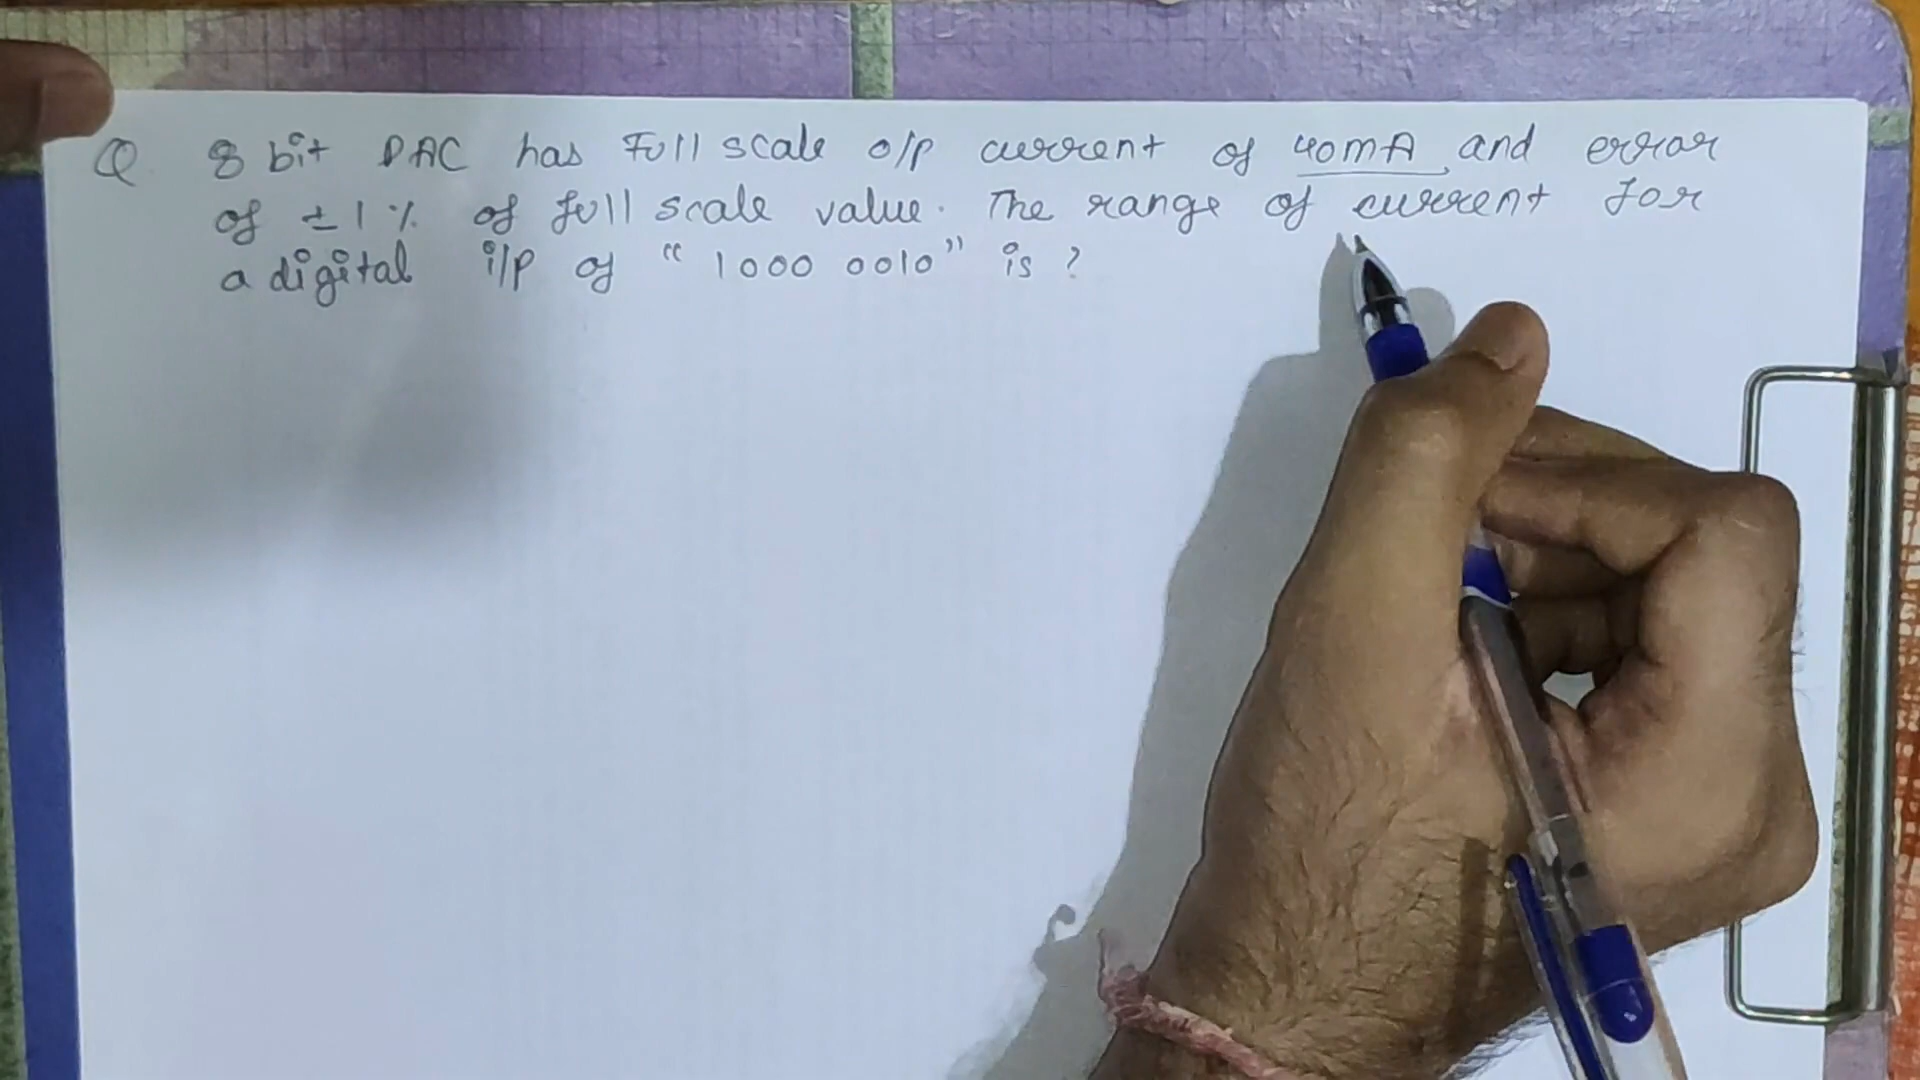 Q 8 bit DAC has Full scale o/p current of 40mA and error
of ± 1 % of full scale value. The range of current for
a digital i/p of " 1000 0010 " is ?